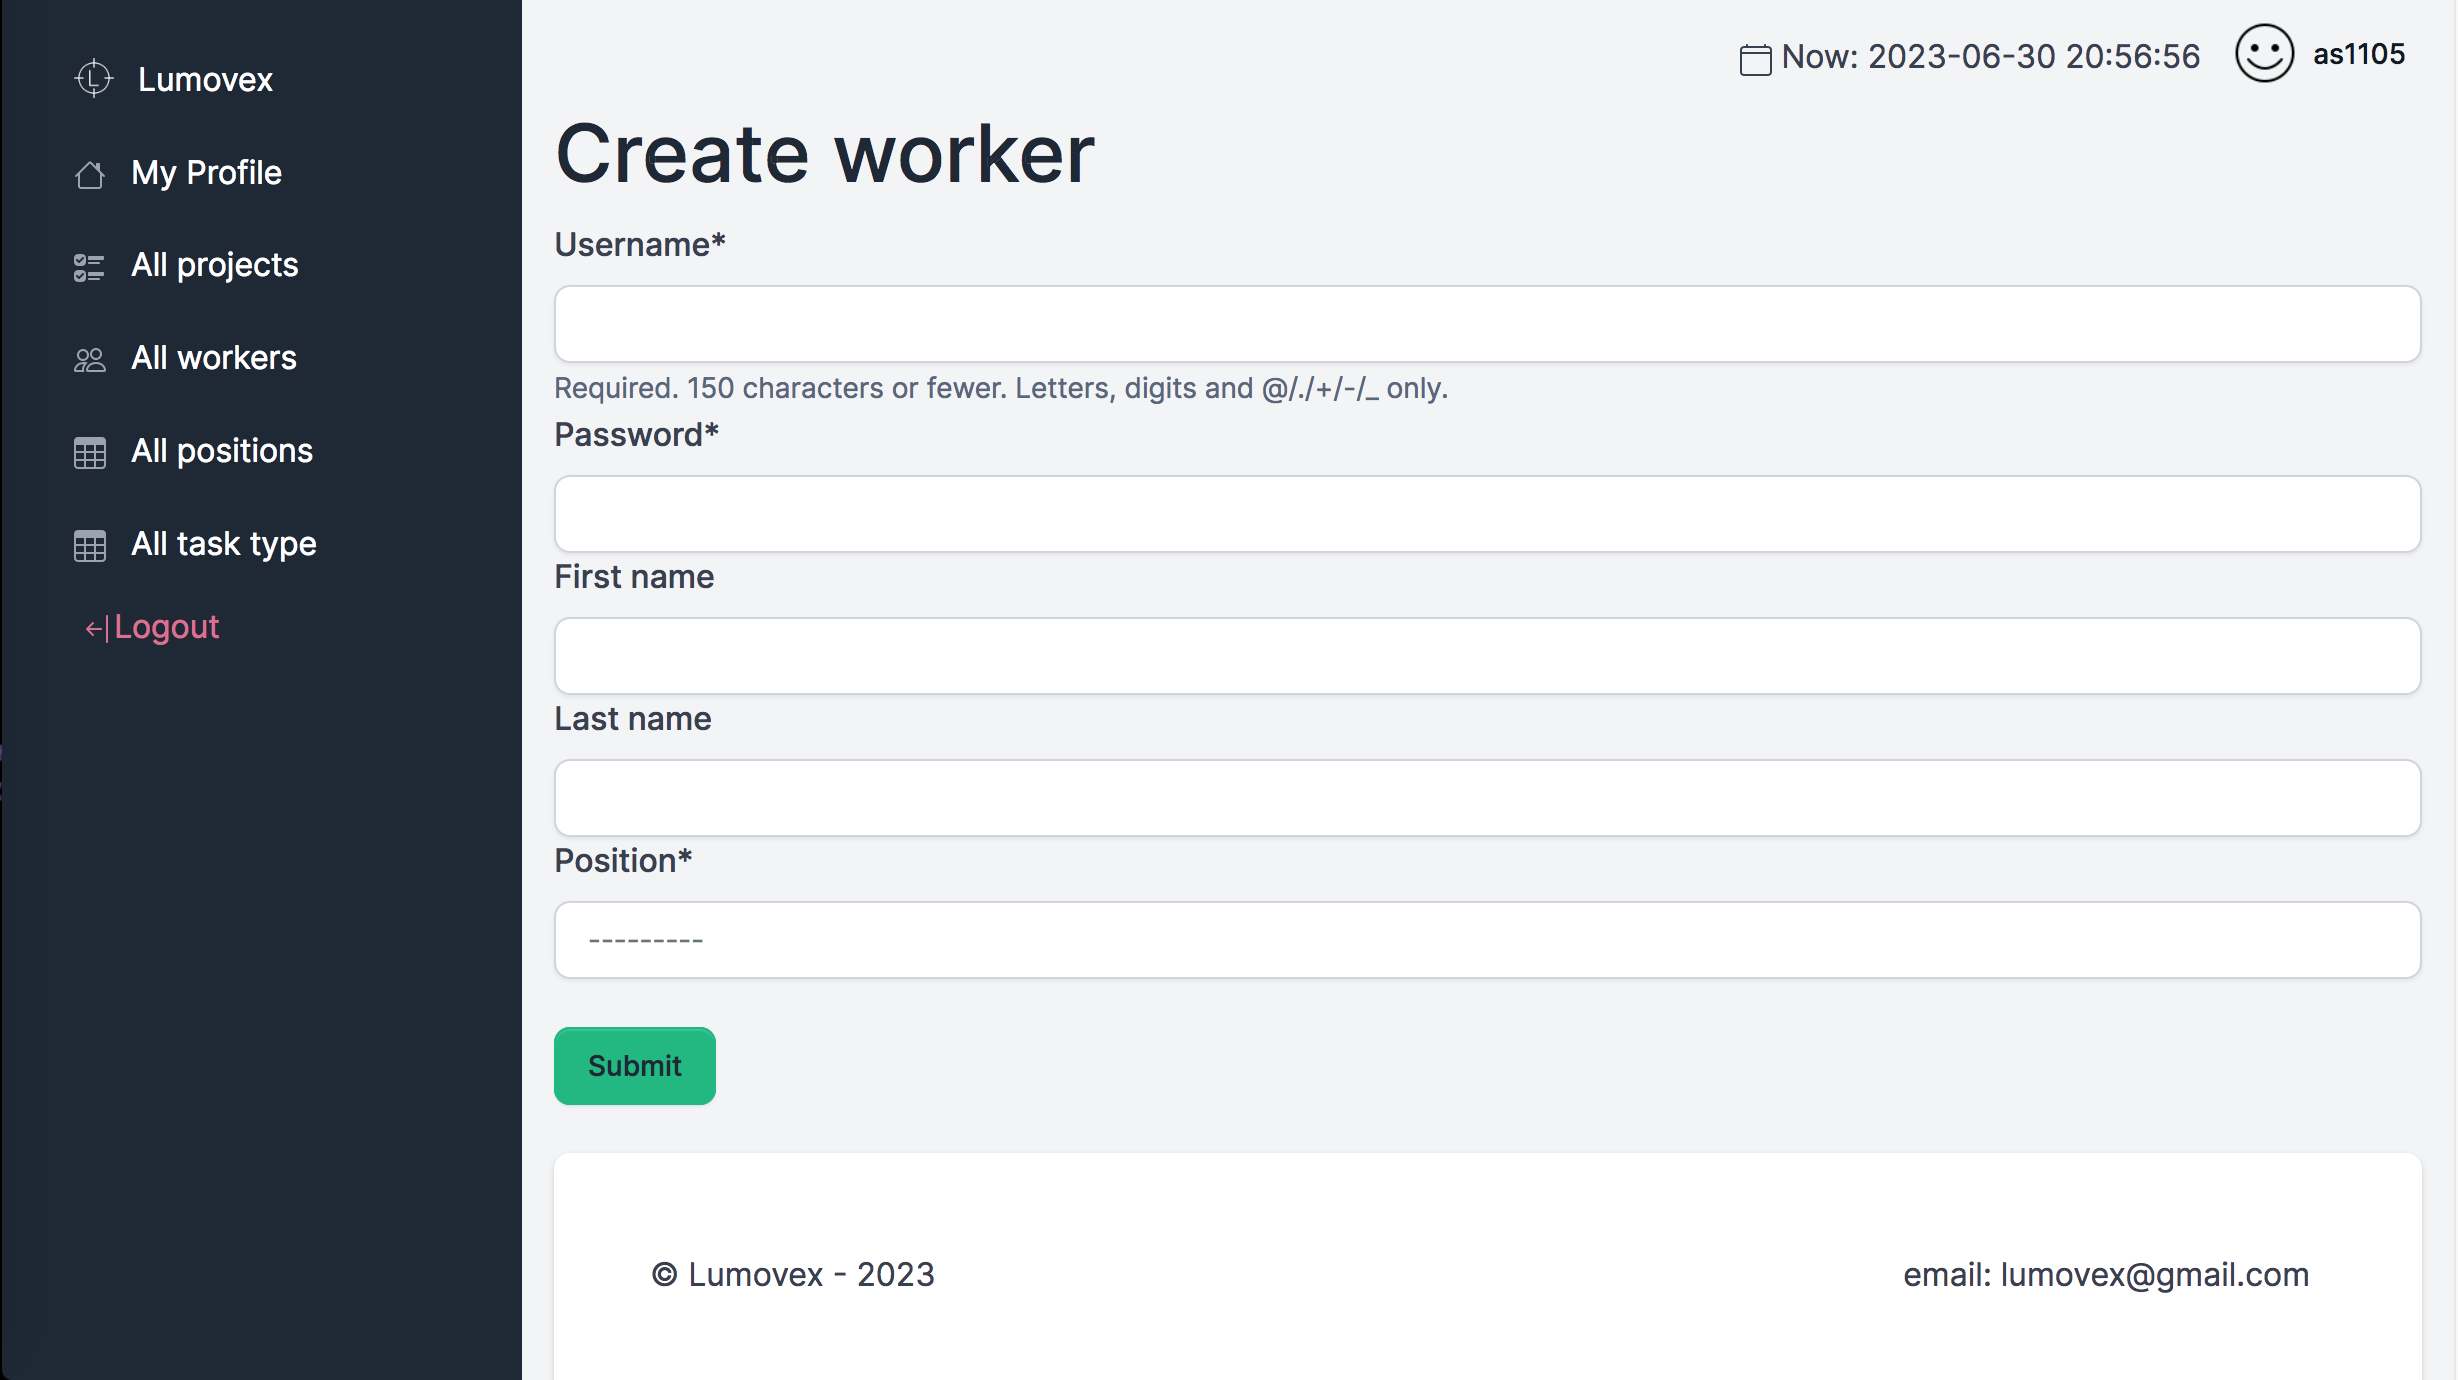 Lumovex
My Profile
All projects
All workers
All positions
All task type
Logout
Now: 2023-06-30 20:56:56
as1105
Create worker
Username*
Required. 150 characters or fewer. Letters, digits and @/./+/-/_ only.
Password*
First name
Last name
Position*
---------
Submit
© Lumovex - 2023
email: lumovex@gmail.com